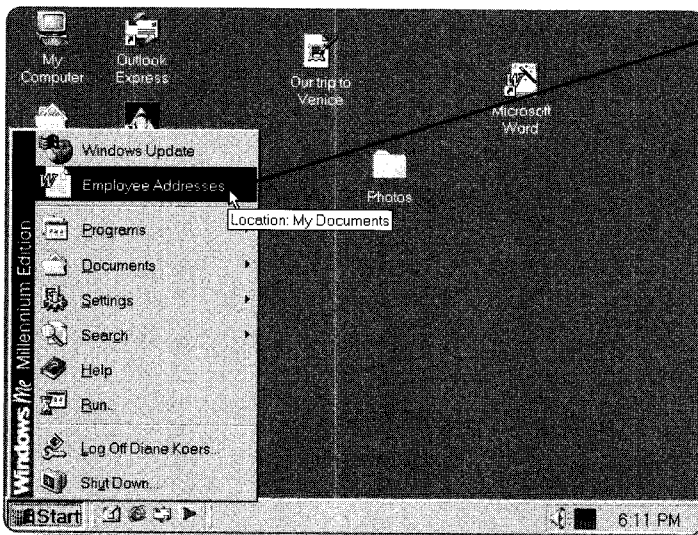 My
Computer
Outlook
Express
Our trip to
Venice
Microsoft
Word
Photos
Windows Update
Employee Addresses
Location: My Documents
Programs
Documents
Settings
Search
Help
Run...
Log Off Diane Koers...
Shut Down...
Windows Me Millennium Edition
Start
6:11 PM